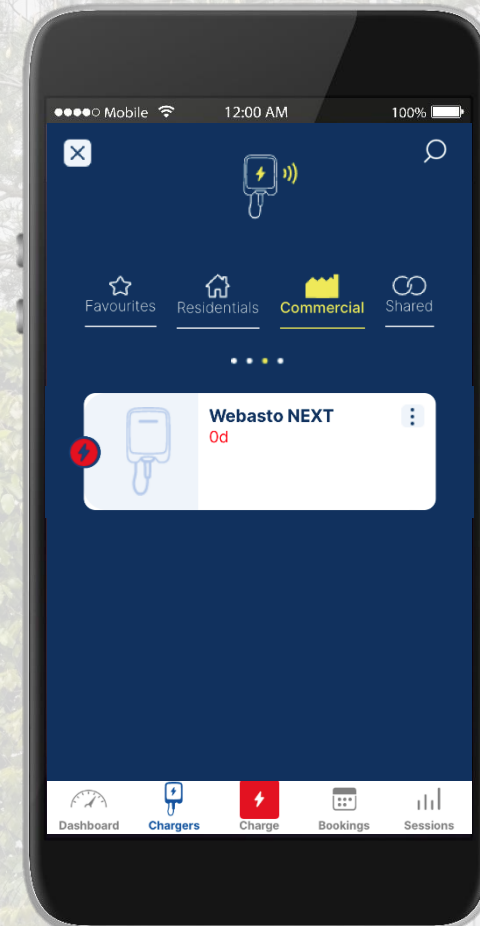 Mobile 12:00 AM 100%
Favourites Residentials Commercial Shared
Webasto NEXT
0d
Dashboard Chargers Charge Bookings Sessions